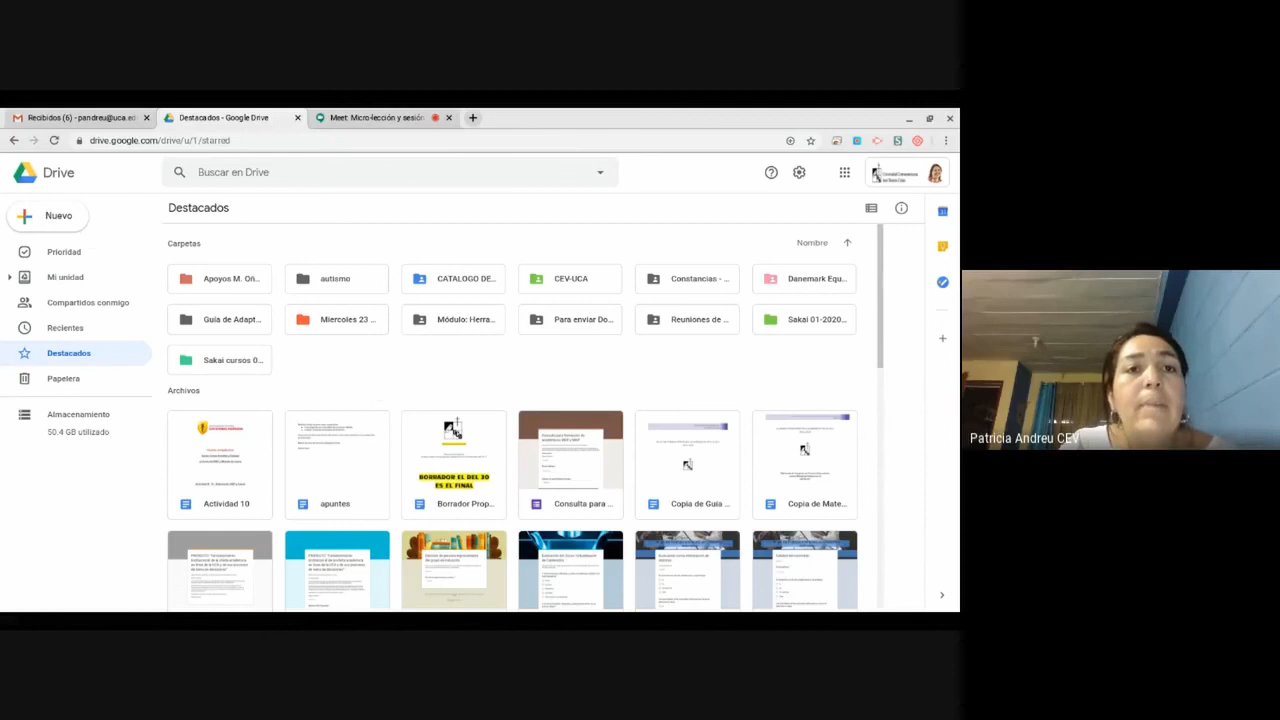 Recibidos (6) - pandreu@uca.ed
Destacados - Google Drive
Meet: Micro-lección y sesión
drive.google.com/drive/u/1/starred
Drive
Buscar en Drive
Nuevo
Destacados
Prioridad
Mi unidad
Compartidos conmigo
Recientes
Destacados
Papelera
Almacenamiento
50.4 GB utilizado
Carpetas
Nombre
Apoyos M. Oñ...
autismo
CATALOGO DE...
CEV-UCA
Constancias - ...
Danemark Equ...
Guía de Adapt...
Miercoles 23 ...
Módulo: Herra...
Para enviar Do...
Reuniones de ...
Sakai 01-2020...
Sakai cursos 0...
Archivos
BORRADOR EL DEL 30
ES EL FINAL
Actividad 10
apuntes
Borrador Prop...
Consulta para ...
Copia de Guía ...
Copia de Mate...
Patricia Andreu CEV